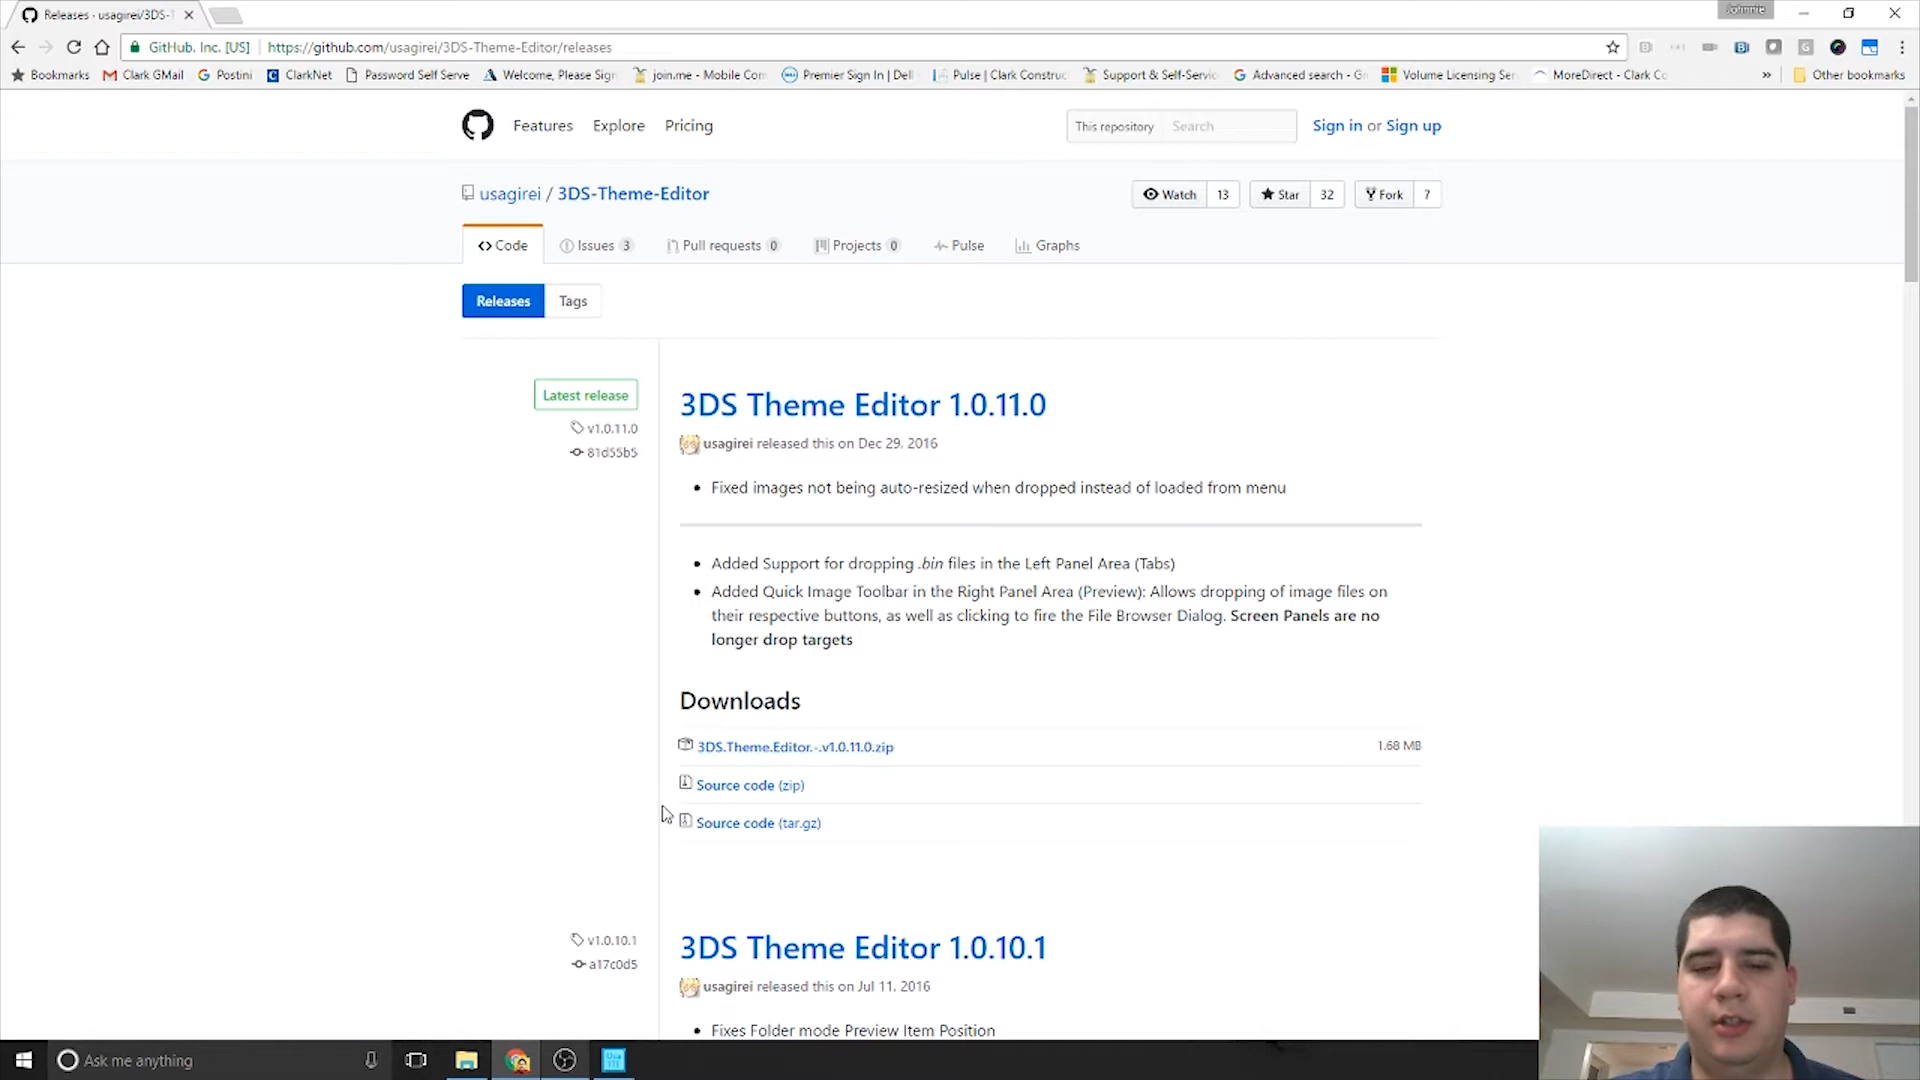 Releases · usagirei/3DS-T
Johnnie
GitHub, Inc. [US] https://github.com/usagirei/3DS-Theme-Editor/releases
Bookmarks Clark GMail Postini ClarkNet Password Self Serve Welcome, Please Sign join.me - Mobile Con Premier Sign In | Dell Pulse | Clark Construc Support & Self-Servic Advanced search - G Volume Licensing Ser MoreDirect - Clark Co » Other bookmarks
Features Explore Pricing This repository Search Sign in or Sign up
usagirei / 3DS-Theme-Editor Watch 13 Star 32 Fork 7
Code Issues 3 Pull requests 0 Projects 0 Pulse Graphs
Releases Tags
Latest release
v1.0.11.0
81d55b5
3DS Theme Editor 1.0.11.0
usagirei released this on Dec 29, 2016
• Fixed images not being auto-resized when dropped instead of loaded from menu
• Added Support for dropping .bin files in the Left Panel Area (Tabs)
• Added Quick Image Toolbar in the Right Panel Area (Preview): Allows dropping of image files on
their respective buttons, as well as clicking to fire the File Browser Dialog. Screen Panels are no
longer drop targets
Downloads
3DS.Theme.Editor.-.v1.0.11.0.zip 1.68 MB
Source code (zip)
Source code (tar.gz)
v1.0.10.1
a17c0d5
3DS Theme Editor 1.0.10.1
usagirei released this on Jul 11, 2016
• Fixes Folder mode Preview Item Position
Ask me anything